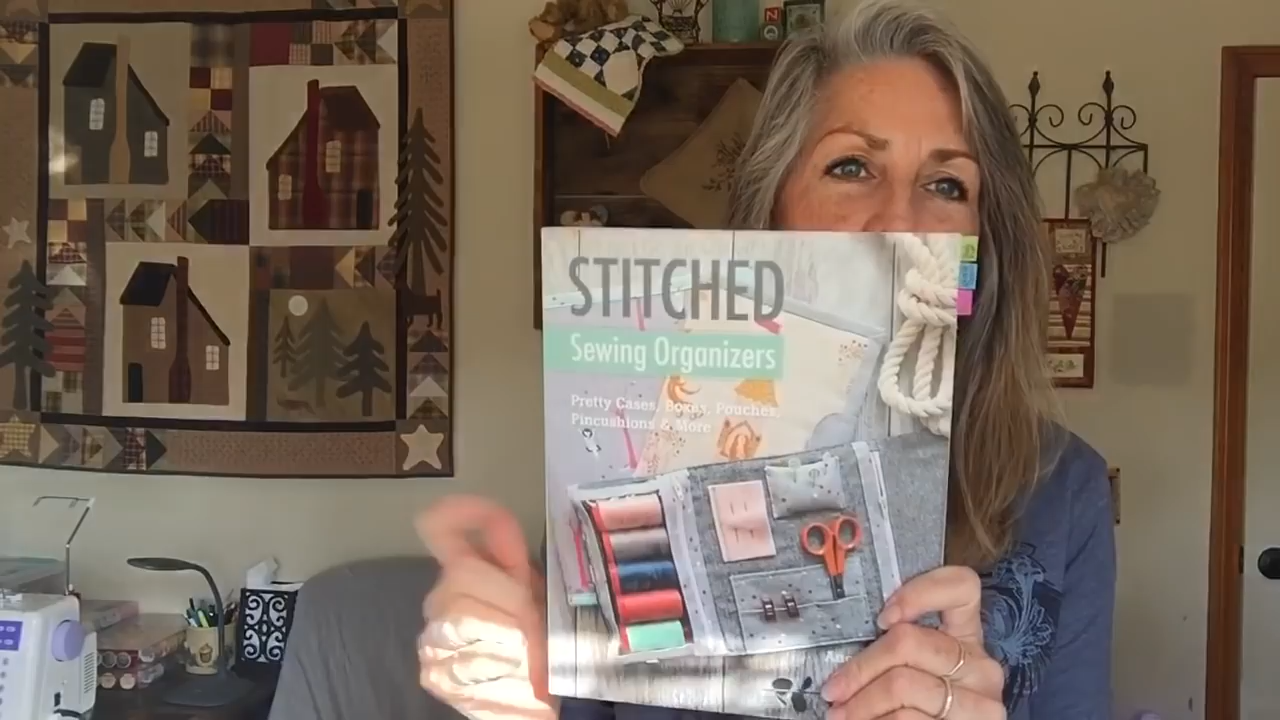 STITCHED
Sewing Organizers
Pretty Cases, Boxes, Pouches,
Pincushions & More